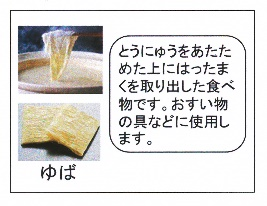 とうにゅうをあたた
めた上にはったま
くを取り出した食べ
物です。おすい物
の具などに使用し
ます。
ゆば